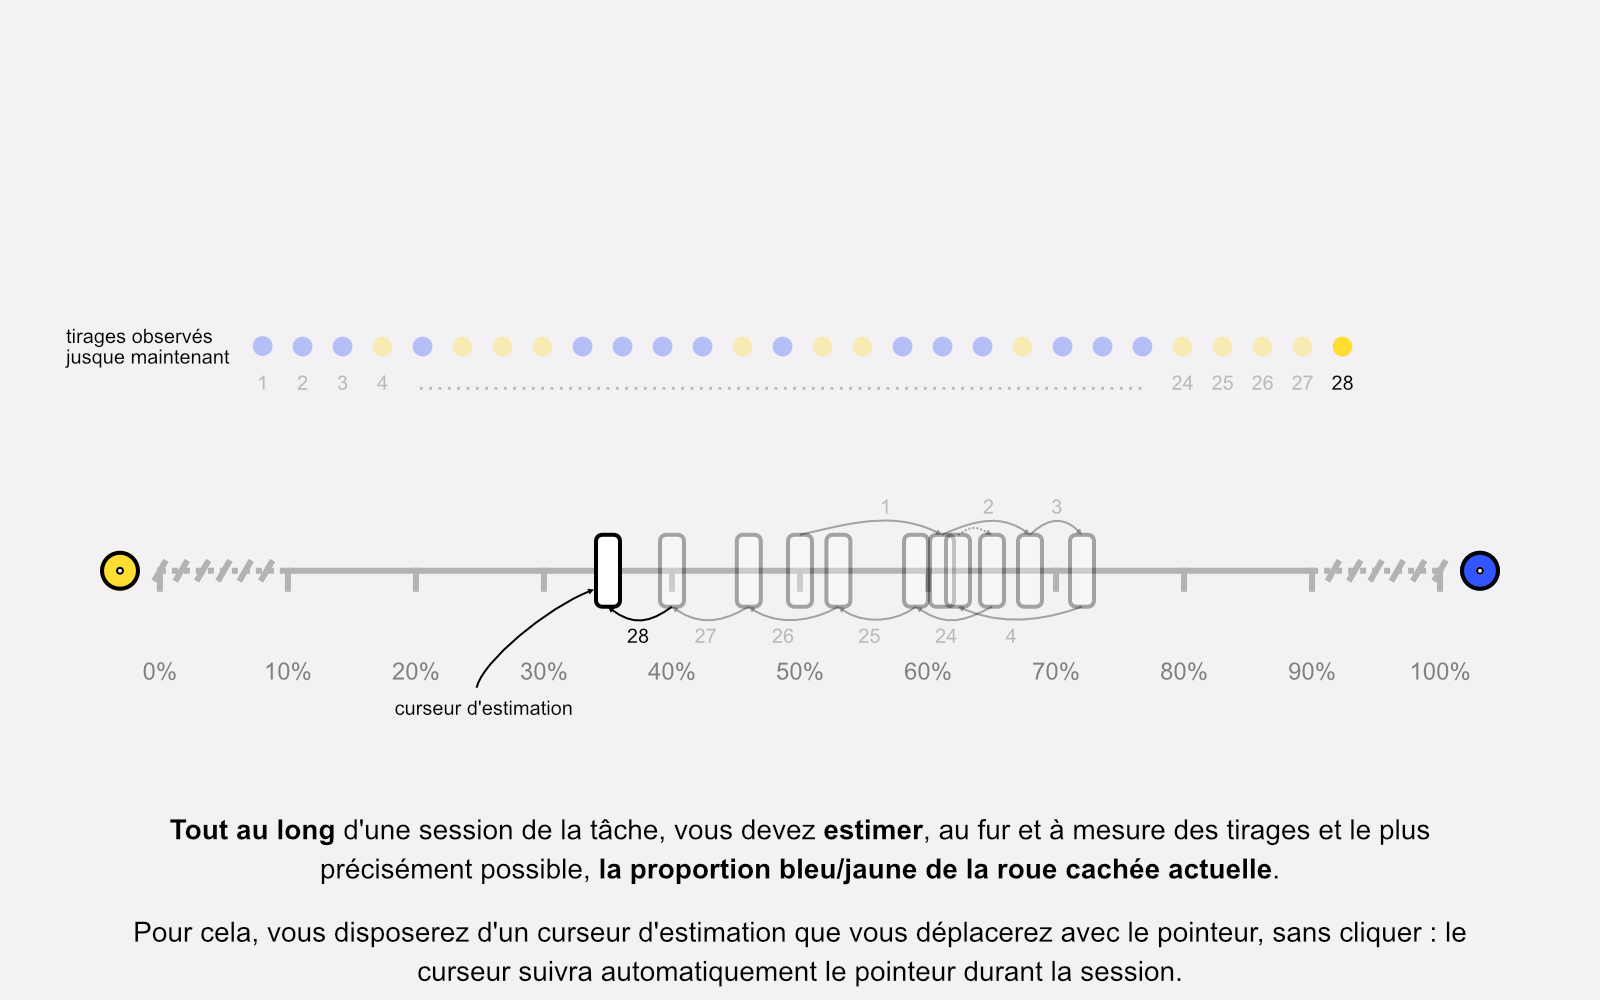 tirages observés
jusque maintenant
1 2 3 4 24 25 26 27 28
1 2 3
28 27 26 25 24 4
0% 10% 20% 30% 40% 50% 60% 70% 80% 90% 100%
curseur d'estimation
Tout au long d'une session de la tâche, vous devez estimer, au fur et à mesure des tirages et le plus
précisément possible, la proportion bleu/jaune de la roue cachée actuelle.
Pour cela, vous disposerez d'un curseur d'estimation que vous déplacerez avec le pointeur, sans cliquer : le
curseur suivra automatiquement le pointeur durant la session.